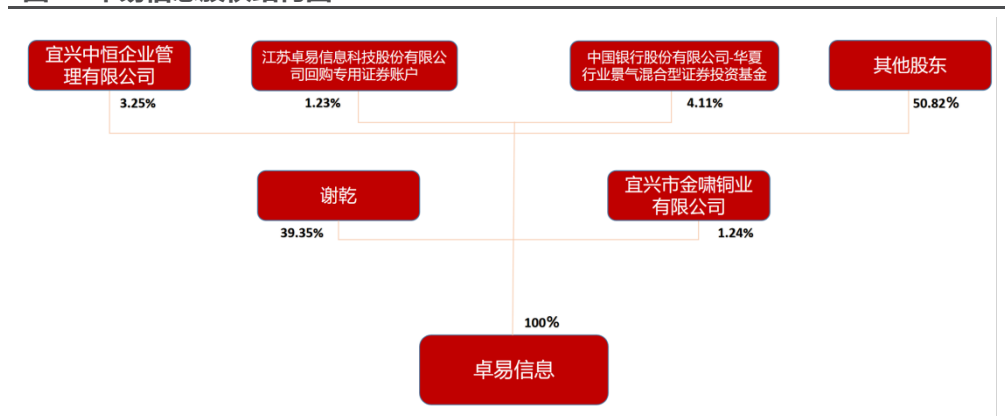 宜兴中恒企业管
理有限公司
江苏卓易信息科技股份有限公
司回购专用证券账户
中国银行股份有限公司-华夏
行业景气混合型证券投资基金
其他股东
3.25%
1.23%
4.11%
50.82%
谢乾
宜兴市金啸铜业
有限公司
39.35%
1.24%
100%
卓易信息